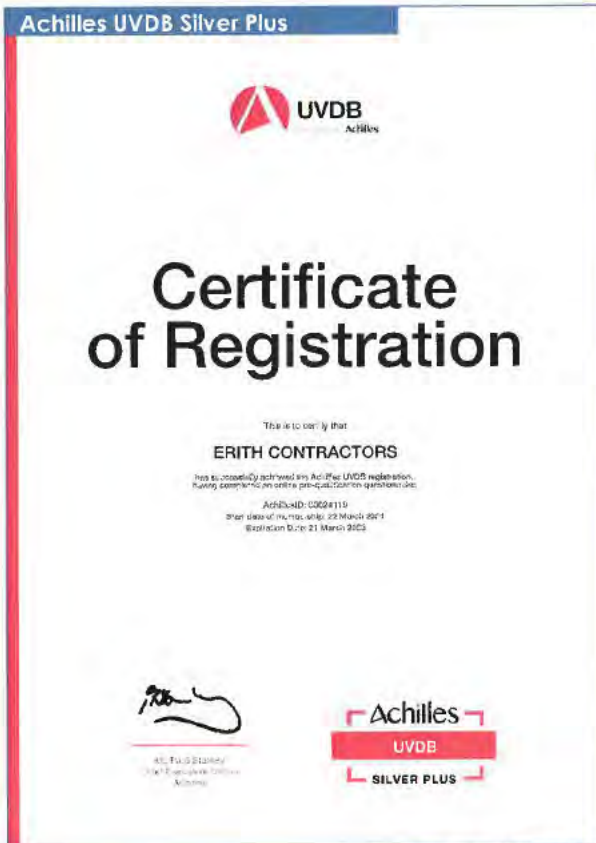 Achilles UVDB Silver Plus
UVDB
Achilles
Certificate
of Registration
This is to certify that
ERITH CONTRACTORS
has successfully achieved the Achilles UVDB registration,
having completed an online pre-qualification questionnaire.
AchillesID:
Start date of membership: 22 March
Expiration Date: 21 March
Achilles
Achilles
UVDB
SILVER PLUS